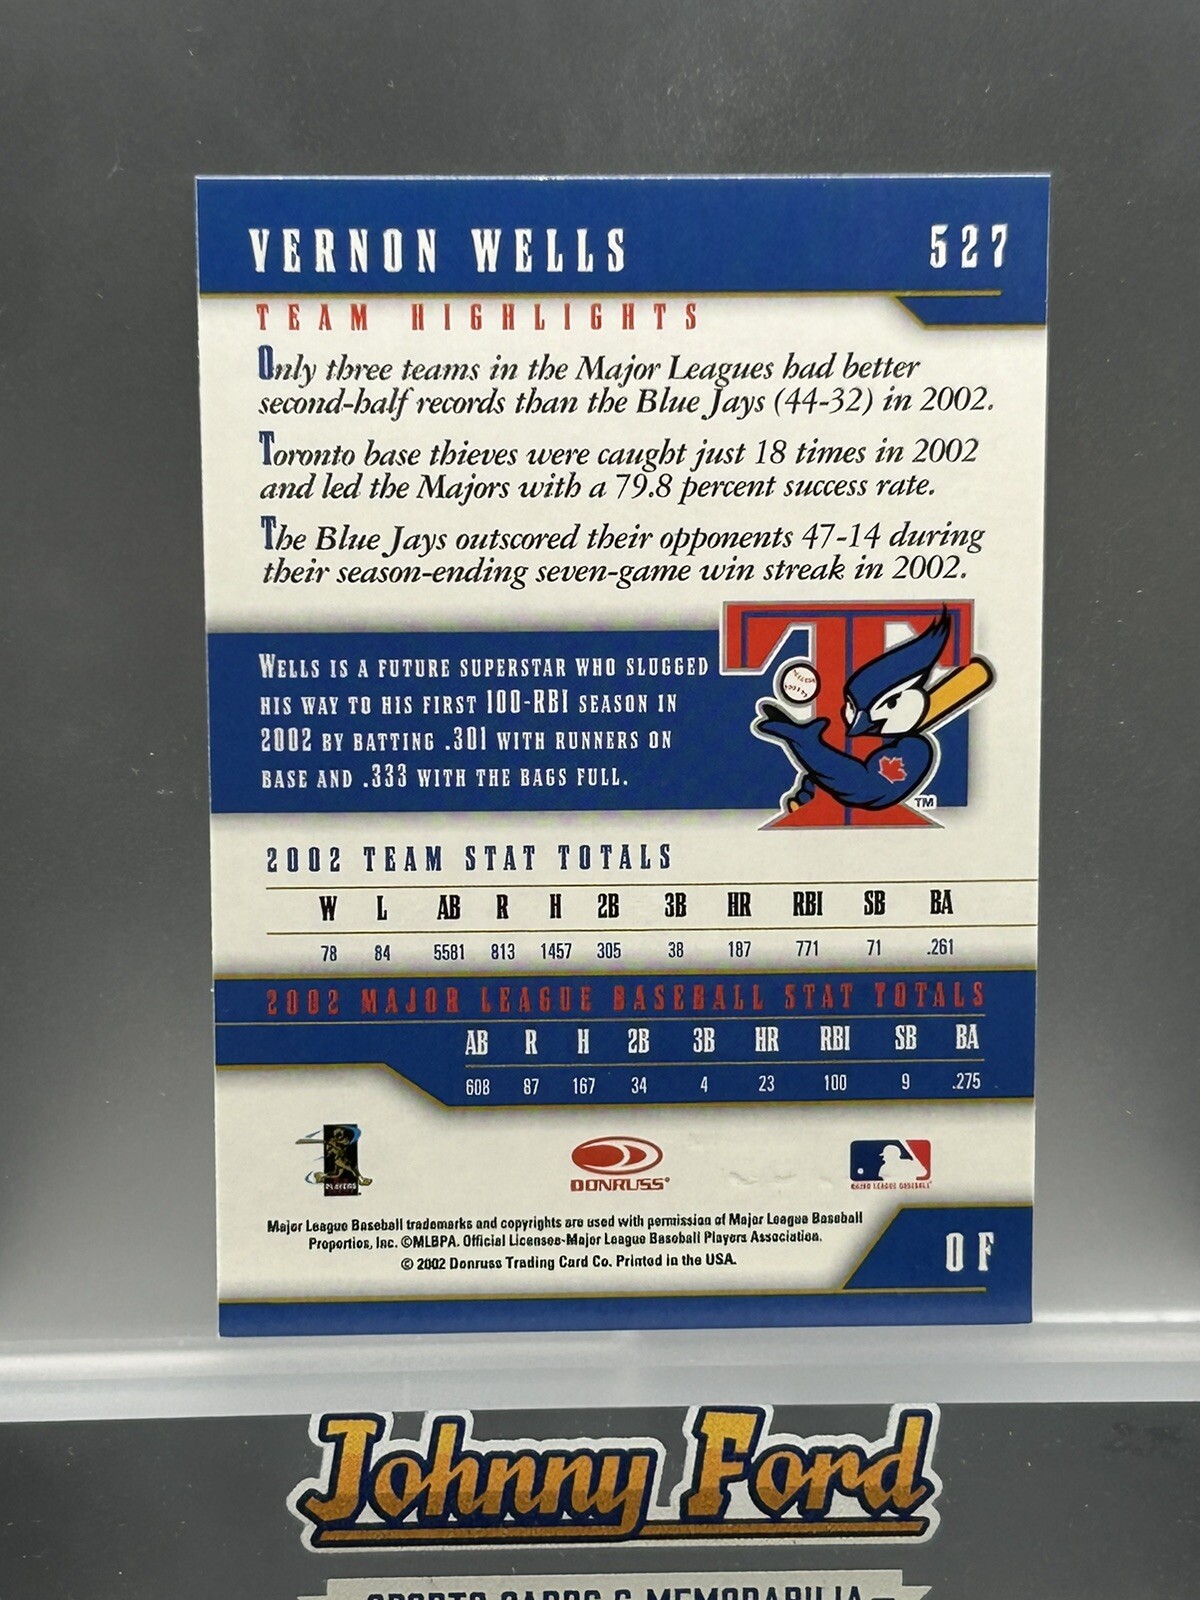 VERNON WELLS 527
TEAM HIGHLIGHTS
Only three teams in the Major Leagues had better
second-half records than the Blue Jays (44-32) in 2002.
Toronto base thieves were caught just 18 times in 2002
and led the Majors with a 79.8 percent success rate.
The Blue Jays outscored their opponents 47-14 during
their season-ending seven-game win streak in 2002.
WELLS IS A FUTURE SUPERSTAR WHO SLUGGED
HIS WAY TO HIS FIRST 100-RBI SEASON IN
2002 BY BATTING .301 WITH RUNNERS ON
BASE AND .333 WITH THE BAGS FULL.
TM
2002 TEAM STAT TOTALS
W L AB R H 2B 3B HR RBI SB BA
78 84 5581 813 1457 305 38 187 771 71 .261
2002 MAJOR LEAGUE BASEBALL STAT TOTALS
AB R H 2B 3B HR RBI SB BA
608 87 167 34 4 23 100 9 .275
PLAYERS
DONRUSS®
MAJOR LEAGUE BASEBALL
Major League Baseball trademarks and copyrights are used with permission of Major League Baseball
Properties, Inc. ©MLBPA. Official Licensee-Major League Baseball Players Association.
© 2002 Donruss Trading Card Co. Printed in the USA.
OF
Johnny Ford
SPORTS CARDS & MEMORABILIA